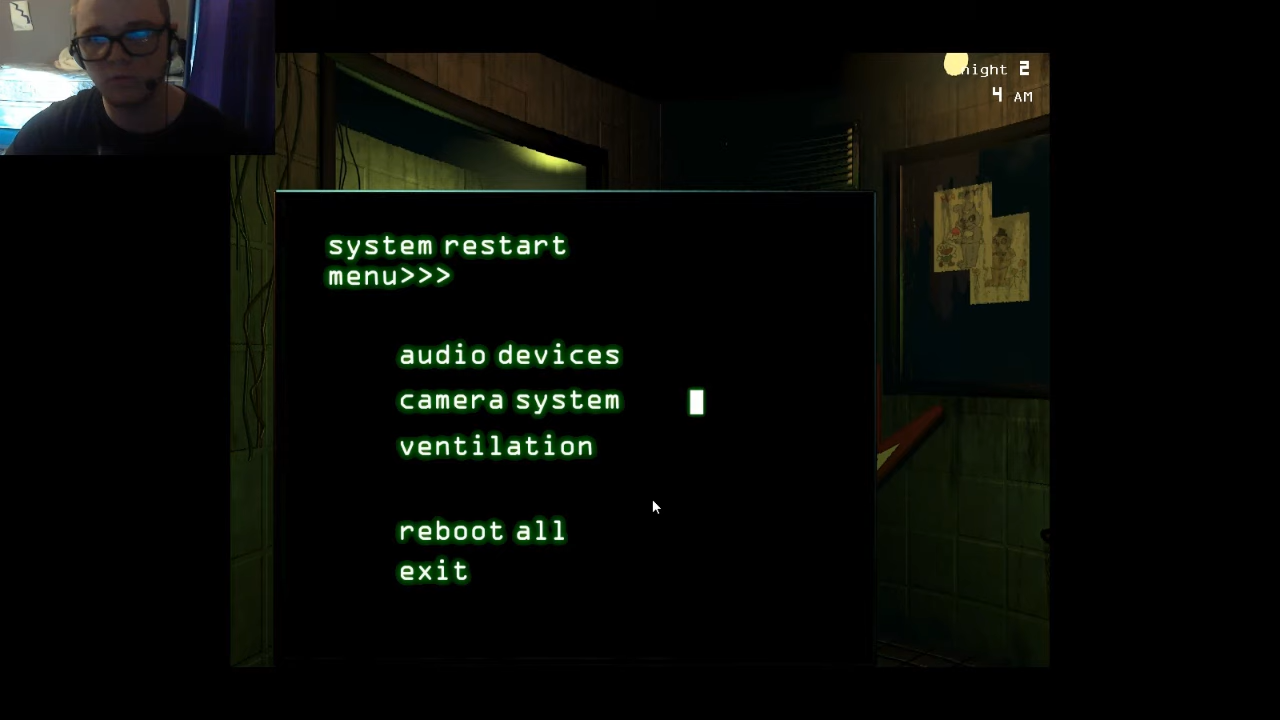 night 2
4 AM
system restart
menu>>>
audio devices
camera system
ventilation
reboot all
exit